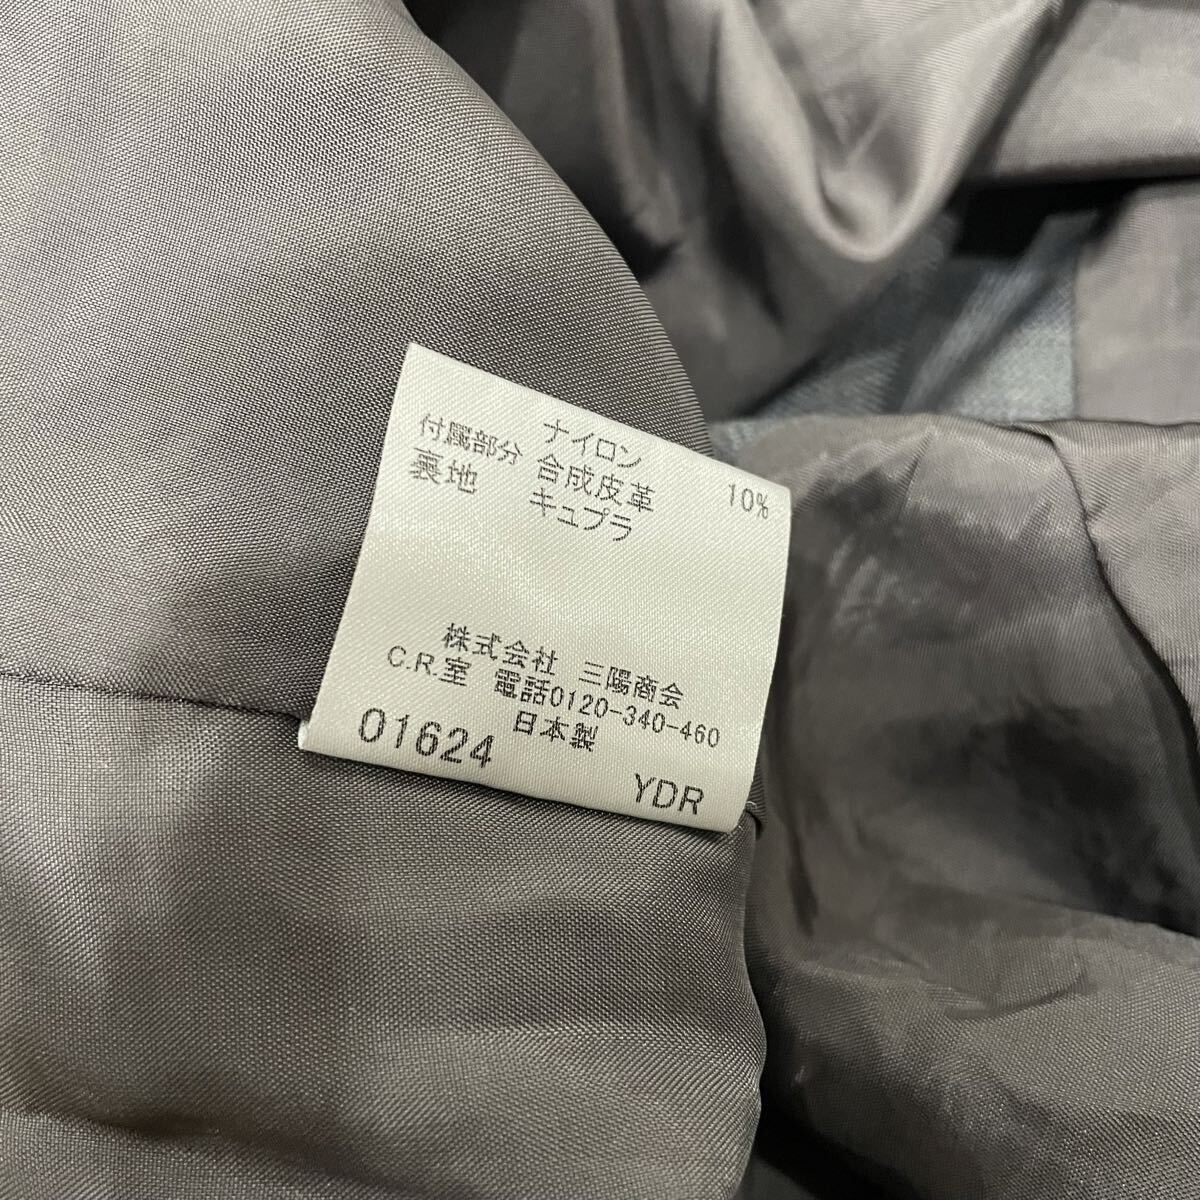 ナイロン 10%
付属部分 合成皮革
裏地 キュプラ
株式会社 三陽商会
C.R.室 電話0120-340-460
日本製
01624
YDR